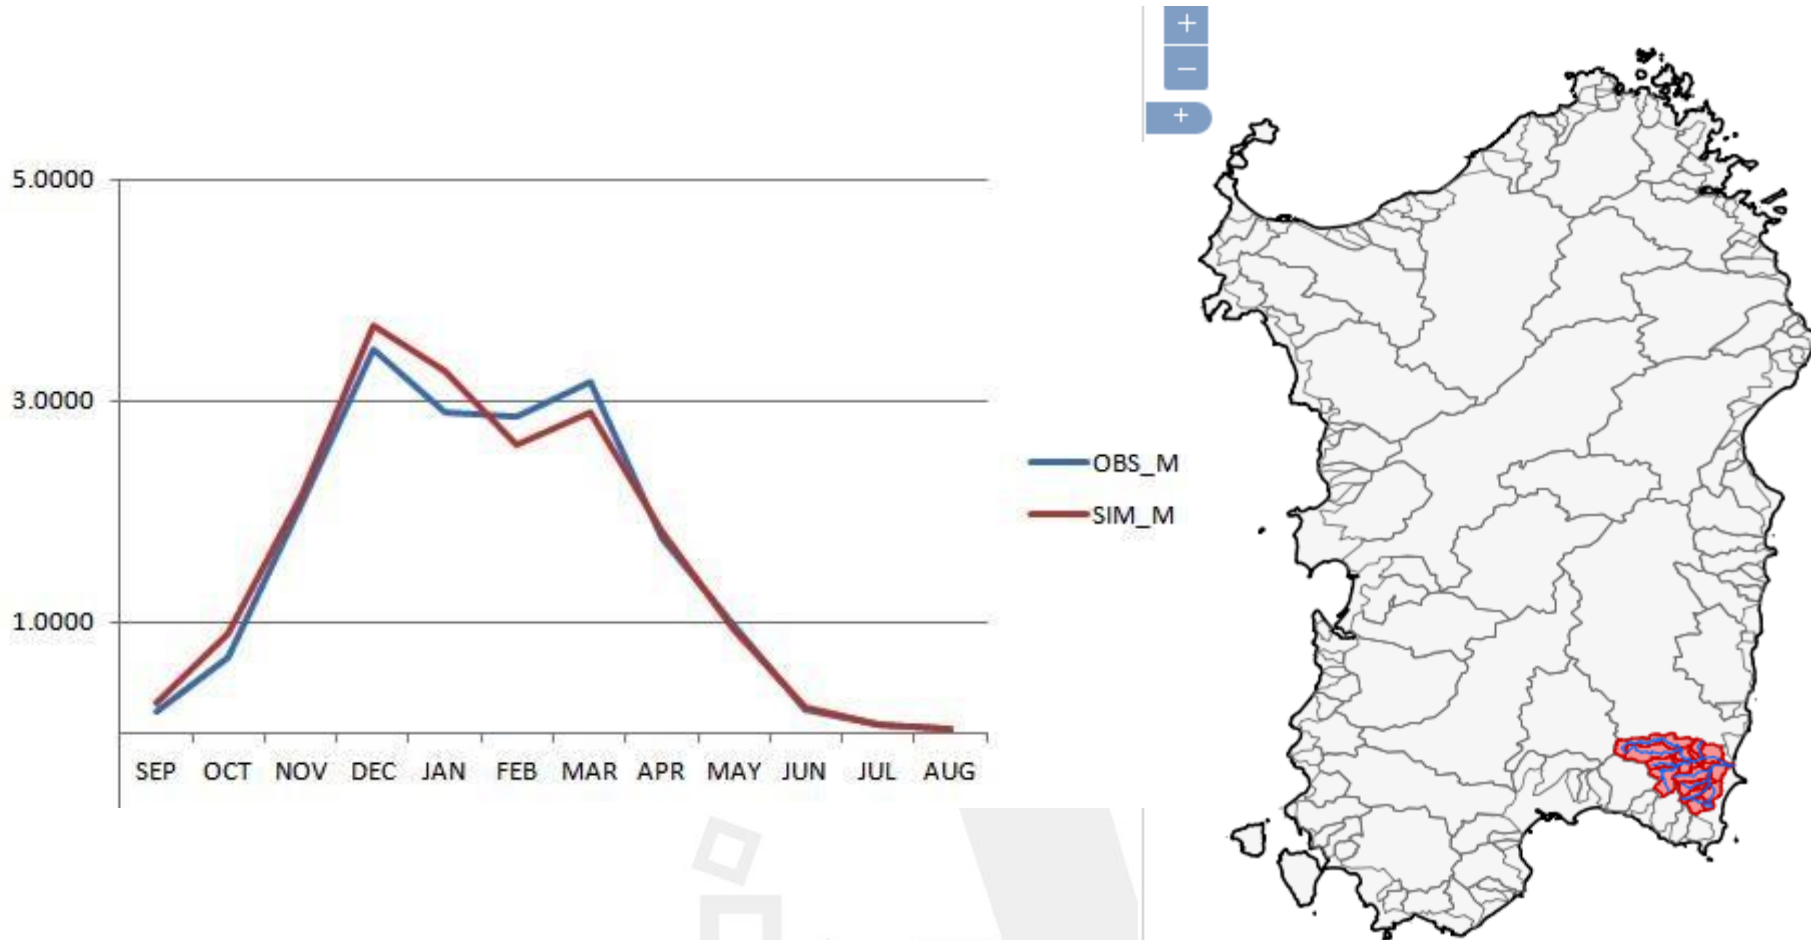 +
–
+
5.0000
3.0000
1.0000
OBS_M
SIM_M
SEP OCT NOV DEC JAN FEB MAR APR MAY JUN JUL AUG